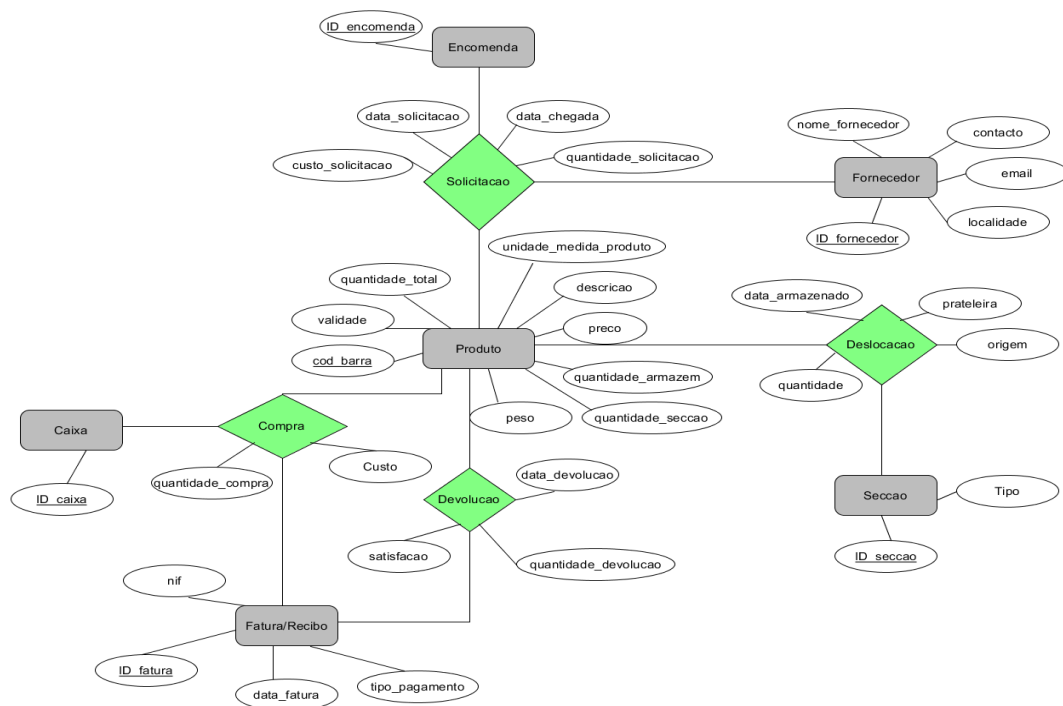 ID_encomenda
Encomenda
data_solicitacao
data_chegada
nome_fornecedor
contacto
custo_solicitacao
quantidade_solicitacao
Solicitacao
Fornecedor
email
ID_fornecedor
localidade
unidade_medida_produto
quantidade_total
descricao
data_armazenado
prateleira
validade
preco
Produto
Deslocacao
origem
cod_barra
quantidade_armazem
quantidade
peso
quantidade_seccao
Caixa
Compra
Custo
quantidade_compra
data_devolucao
ID_caixa
Devolucao
Seccao
Tipo
satisfacao
quantidade_devolucao
ID_seccao
nif
Fatura/Recibo
ID_fatura
data_fatura
tipo_pagamento